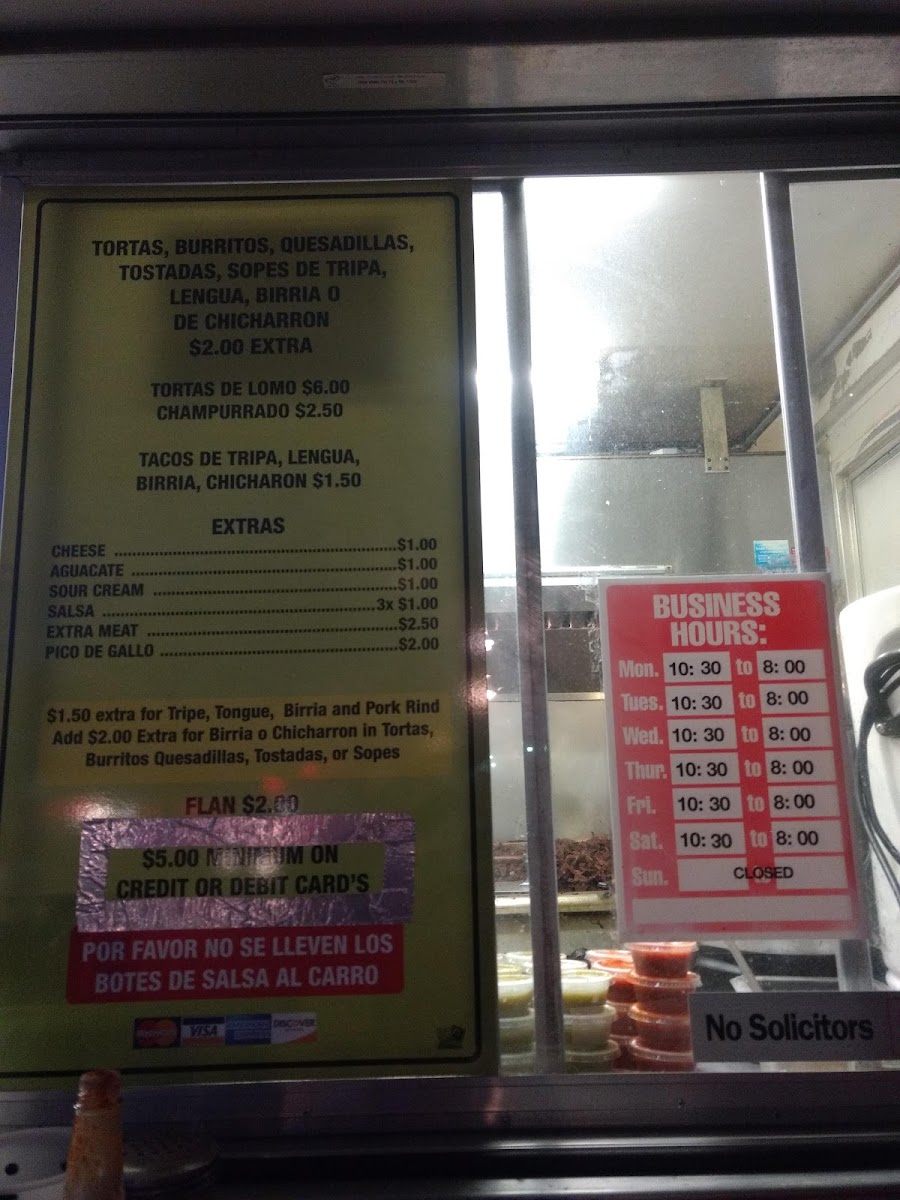 TORTAS, BURRITOS, QUESADILLAS,
TOSTADAS, SOPES DE TRIPA,
LENGUA, BIRRIA O
DE CHICHARRON
$2.00 EXTRA
TORTAS DE LOMO $6.00
CHAMPURRADO $2.50
TACOS DE TRIPA, LENGUA,
BIRRIA, CHICHARON $1.50
EXTRAS
CHEESE ..........$1.00
AGUACATE ..........$1.00
SOUR CREAM ..........$1.00
SALSA ..........3x $1.00
EXTRA MEAT ..........$2.50
PICO DE GALLO ..........$2.00
$1.50 extra for Tripe, Tongue, Birria and Pork Rind
Add $2.00 Extra for Birria o Chicharron in Tortas,
Burritos Quesadillas, Tostadas, or Sopes
FLAN $2.00
$5.00 MINIMUM ON
CREDIT OR DEBIT CARD'S
POR FAVOR NO SE LLEVEN LOS
BOTES DE SALSA AL CARRO
VISA
DISCOVER
BUSINESS
HOURS:
Mon. 10: 30 to 8: 00
Tues. 10: 30 to 8: 00
Wed. 10: 30 to 8: 00
Thur. 10: 30 to 8: 00
Fri. 10: 30 to 8: 00
Sat. 10: 30 to 8: 00
Sun. CLOSED
No Solicitors